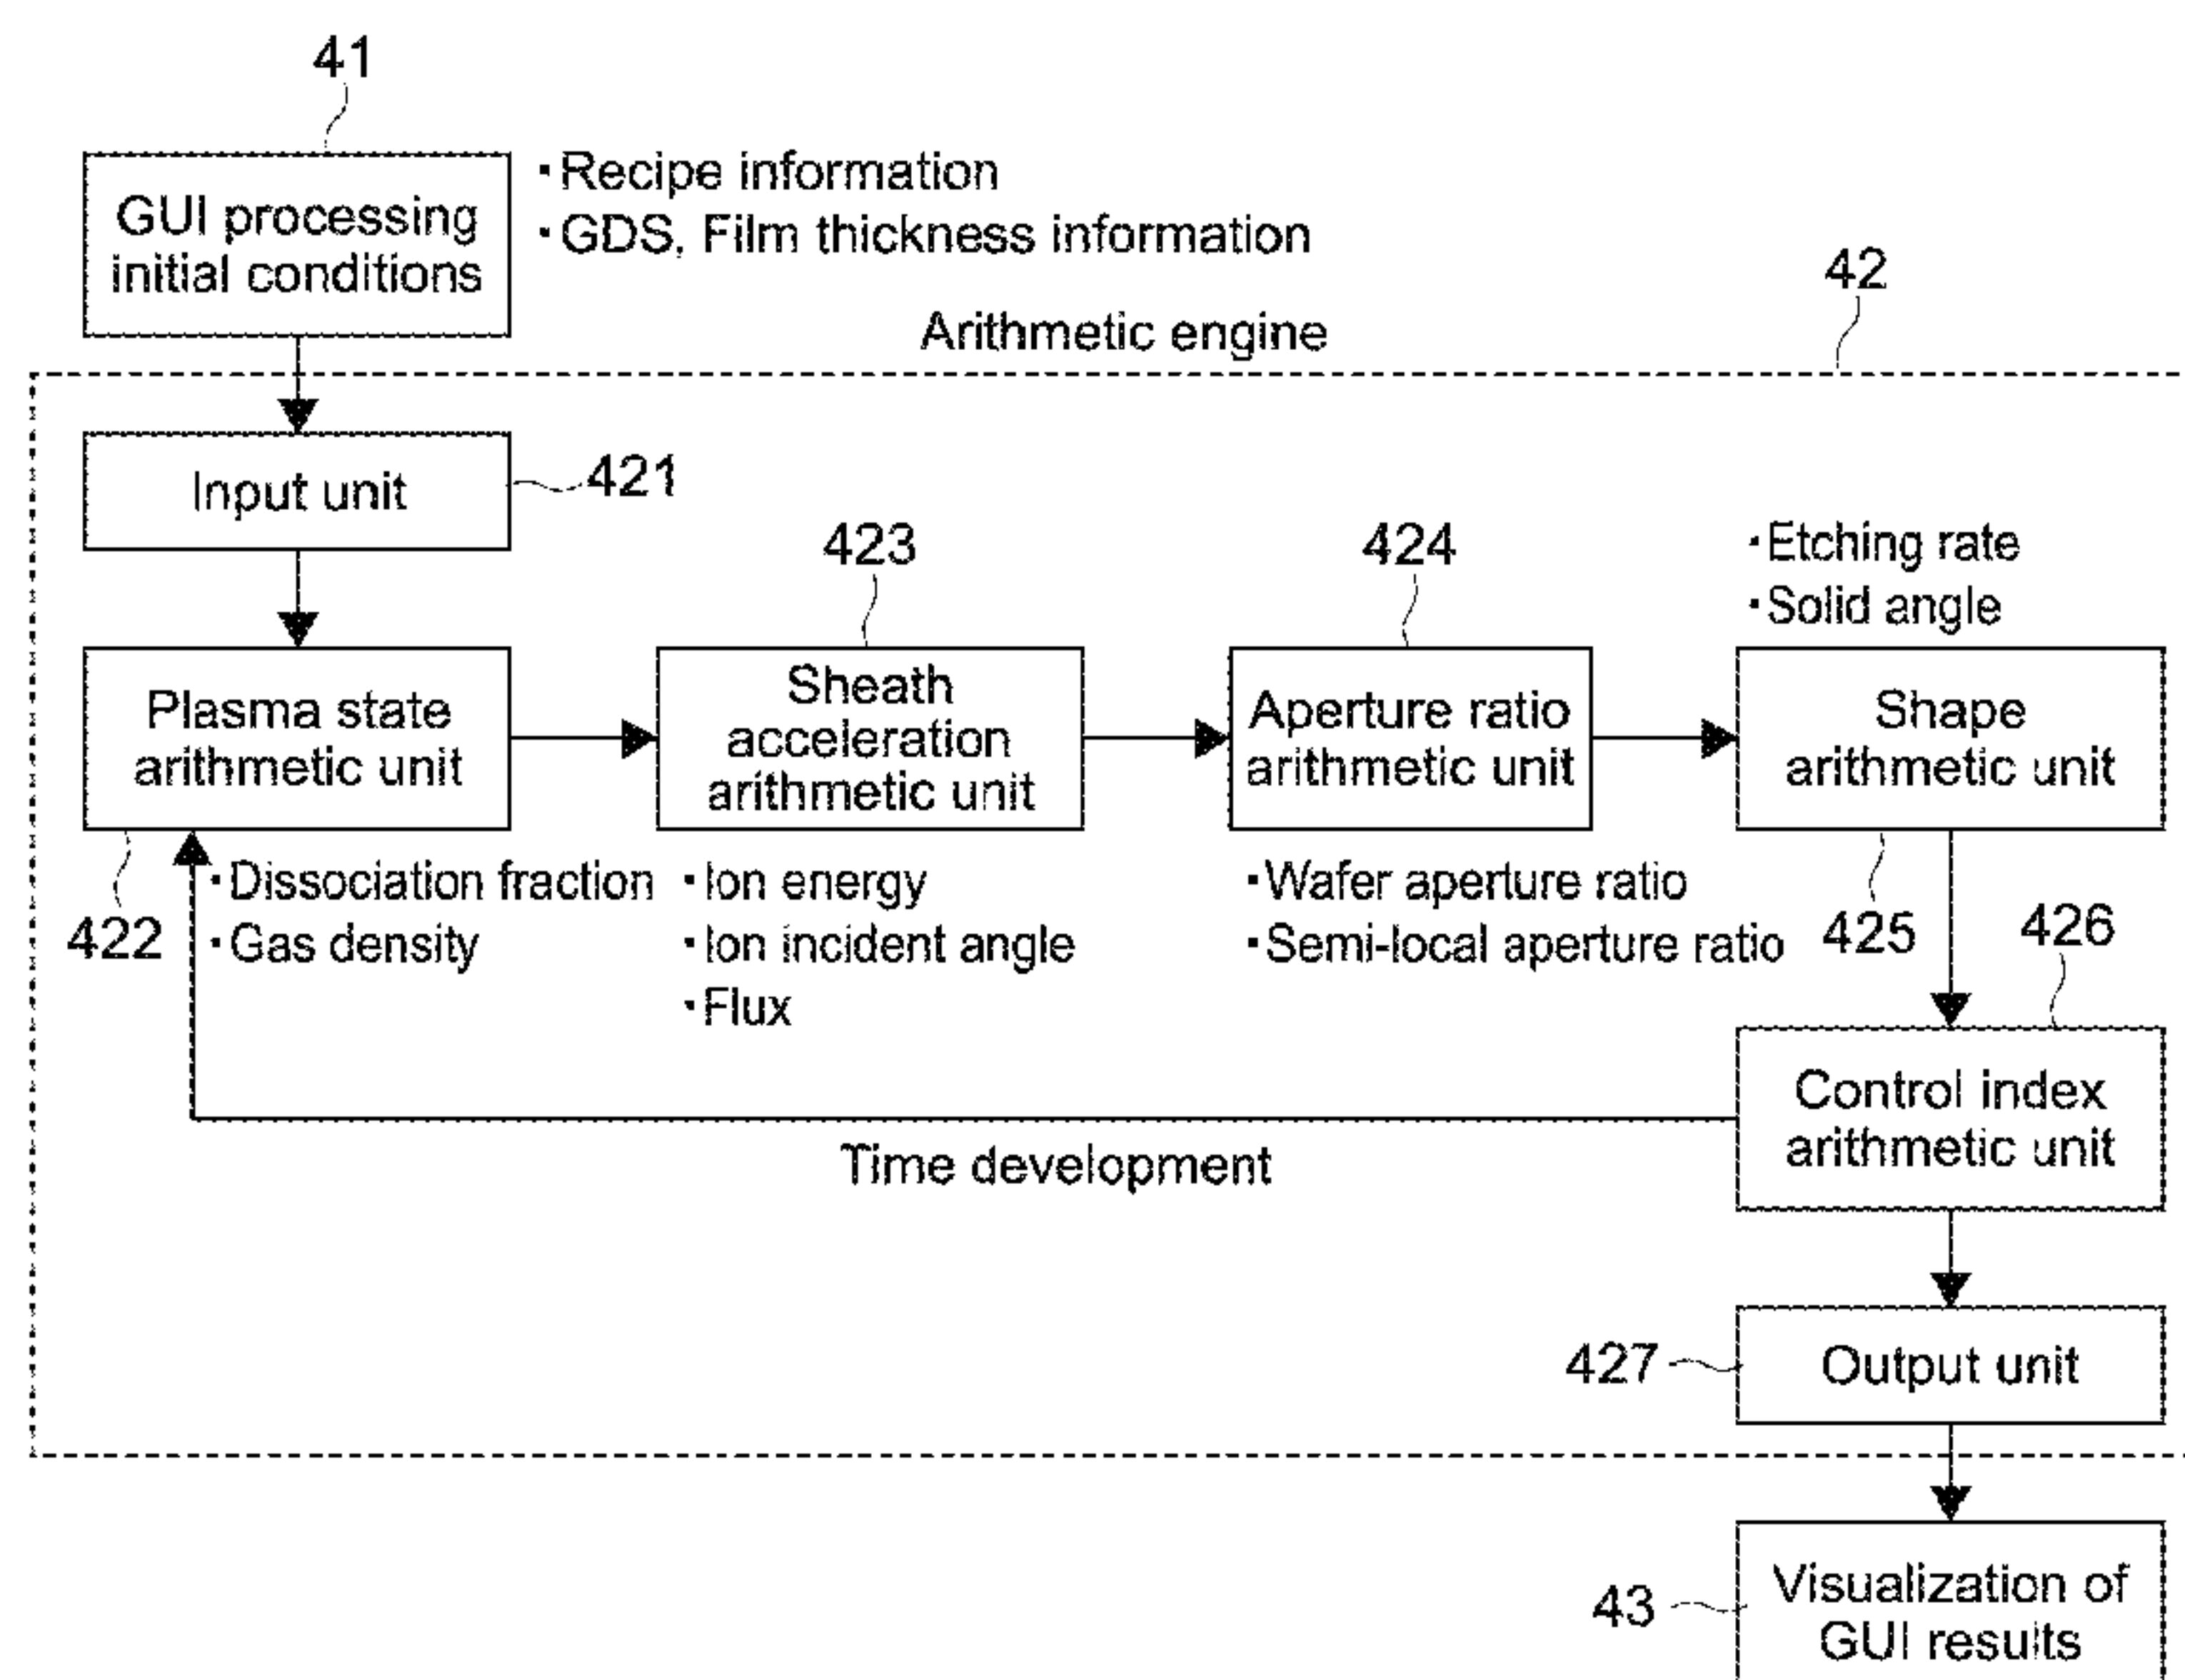 41
GUI processing
initial conditions
・Recipe information
・GDS, Film thickness information
42
Arithmetic engine
Input unit
421
423
424
・Etching rate
・Solid angle
Plasma state
arithmetic unit
Sheath
acceleration
arithmetic unit
Aperture ratio
arithmetic unit
Shape
arithmetic unit
422
・Dissociation fraction
・Gas density
・Ion energy
・Ion incident angle
・Flux
・Wafer aperture ratio
・Semi-local aperture ratio
425
426
Control index
arithmetic unit
Time development
427
Output unit
43
Visualization of
GUI results